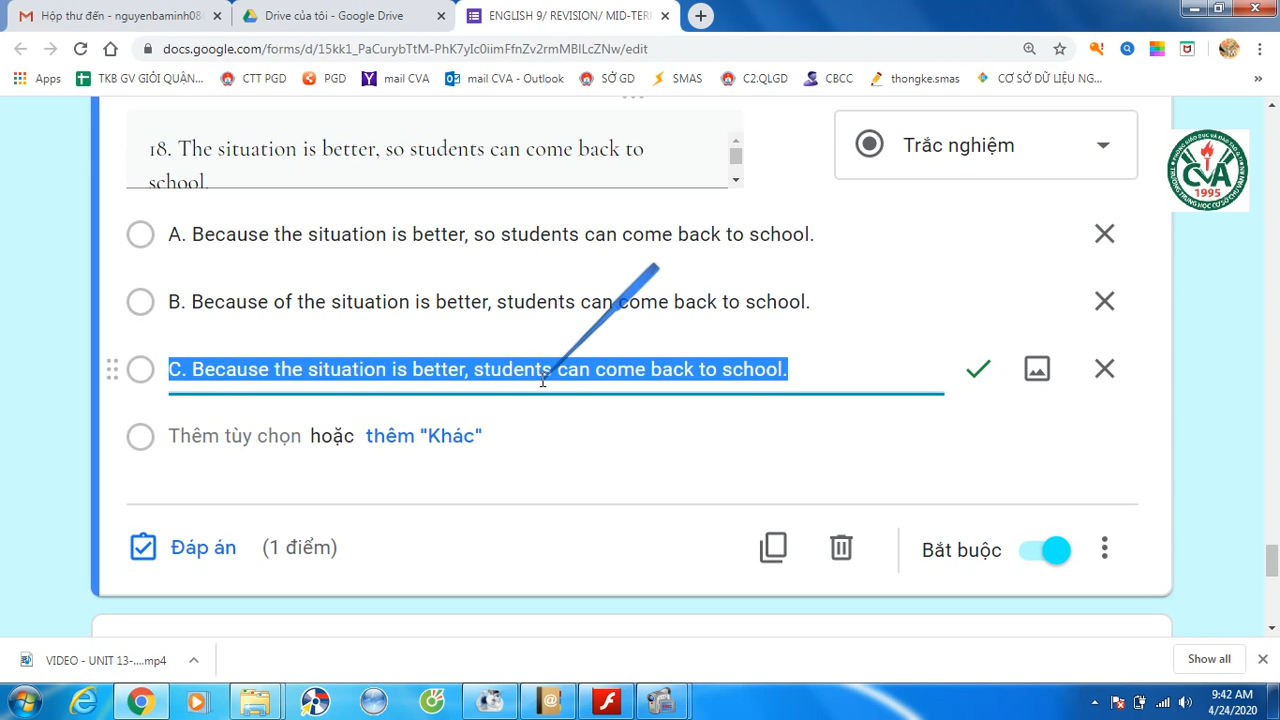 Hộp thư đến - nguyenbaminh08
Drive của tôi - Google Drive
ENGLISH 9/ REVISION/ MID-TER
docs.google.com/forms/d/15kk1_PaCurybTtM-PhK7yIcChimFfnZv2rmMBlLcZNw/edit
Apps
TKB GV GIỎI QUẬN...
CTT PGD
PGD
mail CVA
mail CVA - Outlook
SỞ GD
SMAS
C2.QLGD
CBCC
thongke.smas
CƠ SỞ DỮ LIỆU NG...
»
18. The situation is better, so students can come back to
school.
Trắc nghiệm
CVA
1995
A. Because the situation is better, so students can come back to school.
B. Because of the situation is better, students can come back to school.
C. Because the situation is better, students can come back to school.
Thêm tùy chọn hoặc thêm "Khác"
Đáp án (1 điểm)
Bắt buộc
VIDEO - UNIT 13-....mp4
Show all
9:42 AM
4/24/2020